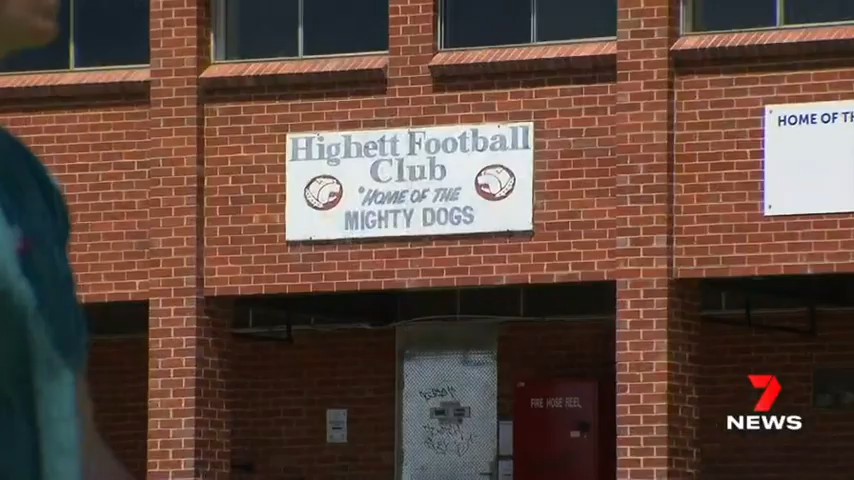 Highett Football
Club
"HOME OF THE
MIGHTY DOGS
HOME OF TH
FIRE HOSE REEL
7
NEWS